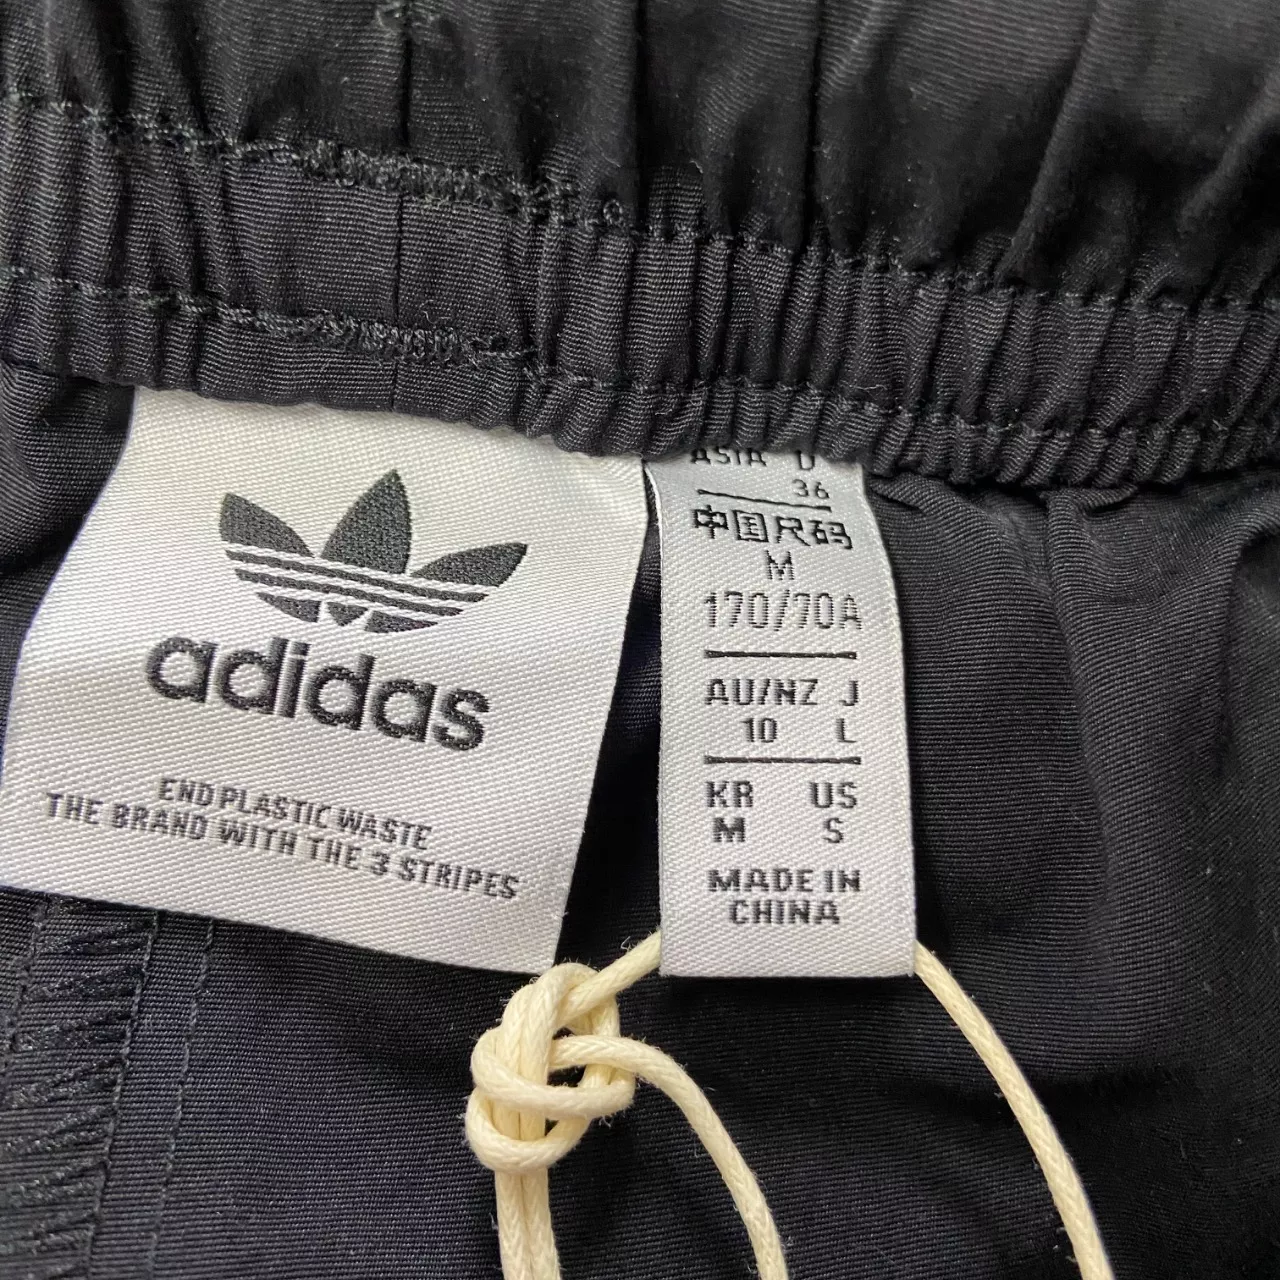 adidas
END PLASTIC WASTE
THE BRAND WITH THE 3 STRIPES
ASIA D
36
中国尺码
M
170/70A
AU/NZ J
10 L
KR US
M S
MADE IN
CHINA